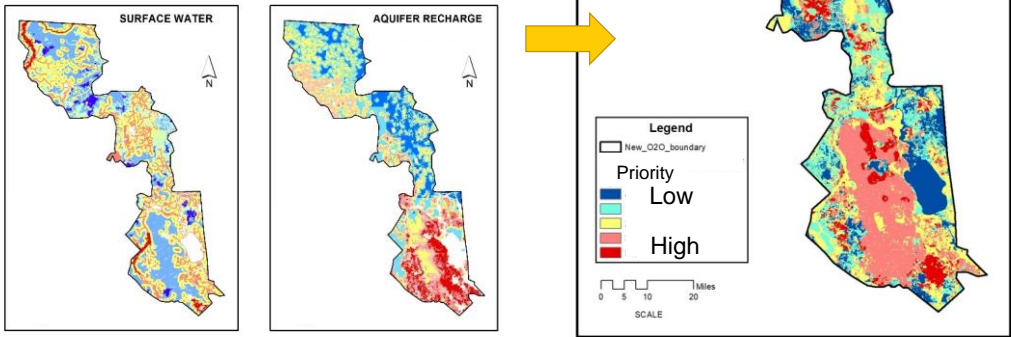 SURFACE WATER
N
AQUIFER RECHARGE
N
Legend
New_O2O_boundary
Priority
Low
High
Miles
0 5 10 20
SCALE